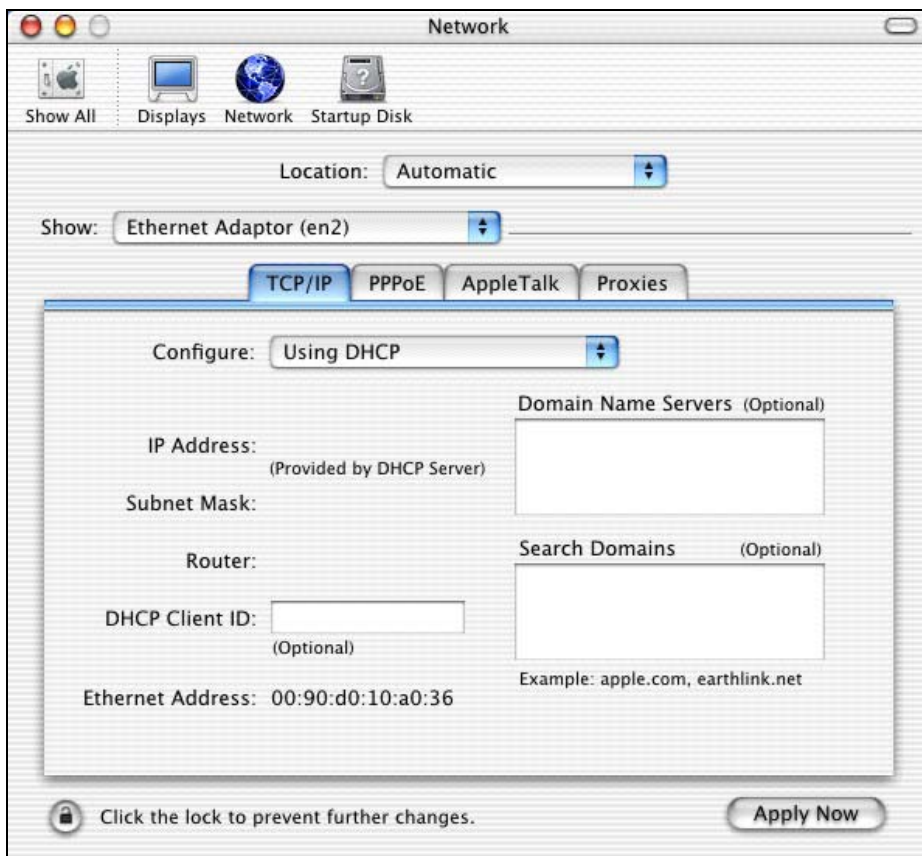 Network
Show All Displays Network Startup Disk
Location: Automatic
Show: Ethernet Adaptor (en2)
TCP/IP PPPoE AppleTalk Proxies
Configure: Using DHCP
Domain Name Servers (Optional)
IP Address:
(Provided by DHCP Server)
Subnet Mask:
Search Domains (Optional)
Router:
DHCP Client ID:
(Optional)
Example: apple.com, earthlink.net
Ethernet Address: 00:90:d0:10:a0:36
Click the lock to prevent further changes.
Apply Now